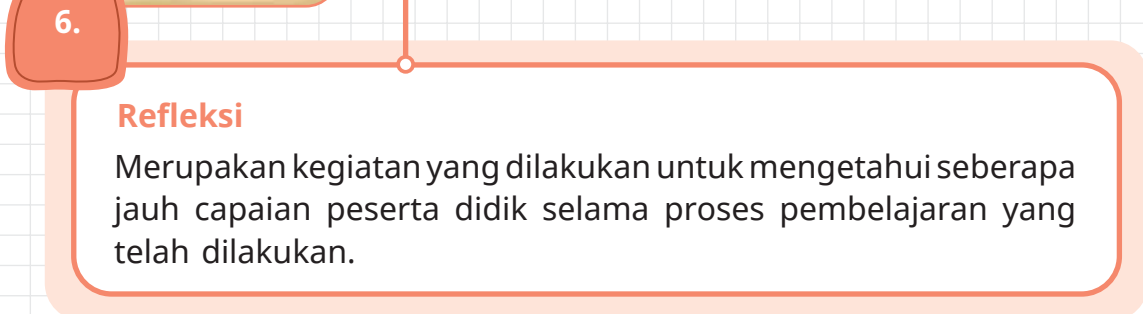 6.
Refleksi
Merupakan kegiatan yang dilakukan untuk mengetahui seberapa
jauh capaian peserta didik selama proses pembelajaran yang
telah dilakukan.